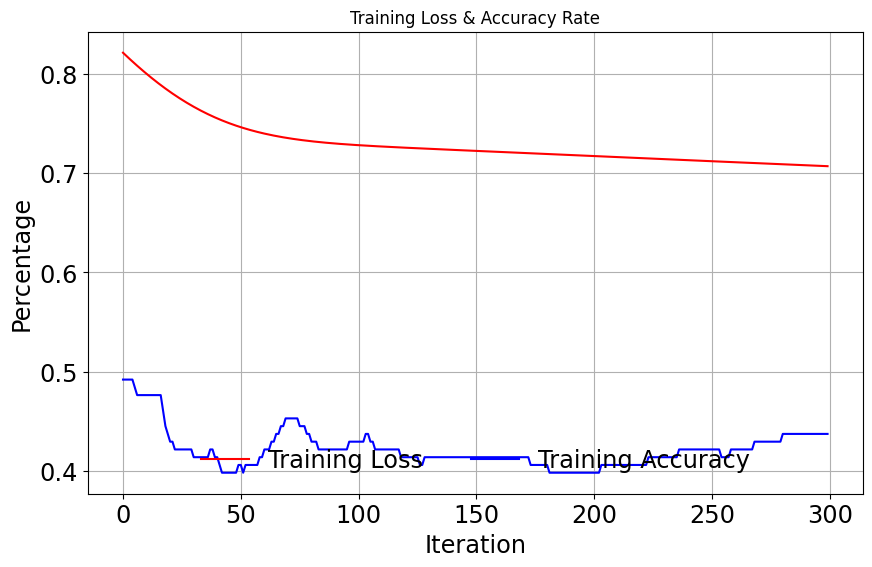 Training Loss & Accuracy Rate
Percentage
0.8
0.7
0.6
0.5
0.4
Training Loss Training Accuracy
0 50 100 150 200 250 300
Iteration